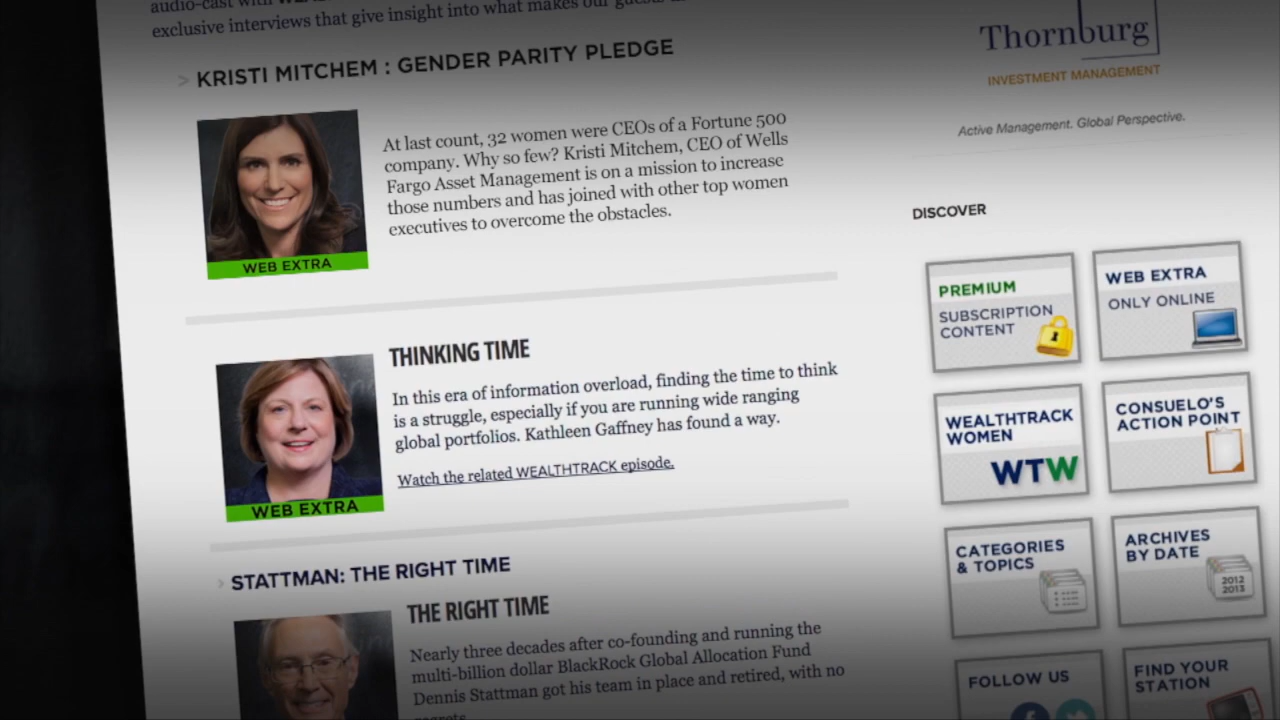 audio-cast with
exclusive interviews that give insight into what makes our
> KRISTI MITCHEM : GENDER PARITY PLEDGE
At last count, 32 women were CEOs of a Fortune 500
company. Why so few? Kristi Mitchem, CEO of Wells
Fargo Asset Management is on a mission to increase
those numbers and has joined with other top women
executives to overcome the obstacles.
WEB EXTRA
THINKING TIME
In this era of information overload, finding the time to think
is a struggle, especially if you are running wide ranging
global portfolios. Kathleen Gaffney has found a way.
Watch the related WEALTHTRACK episode.
WEB EXTRA
> STATTMAN: THE RIGHT TIME
THE RIGHT TIME
Nearly three decades after co-founding and running the
multi-billion dollar BlackRock Global Allocation Fund
Dennis Stattman got his team in place and retired, with no
Thornburg
INVESTMENT MANAGEMENT
Active Management. Global Perspective.
DISCOVER
PREMIUM
SUBSCRIPTION
CONTENT
WEB EXTRA
ONLY ONLINE
WEALTHTRACK
WOMEN
WTW
CONSUELO'S
ACTION POINT
CATEGORIES
& TOPICS
ARCHIVES
BY DATE
2012
2013
FOLLOW US
FIND YOUR
STATION